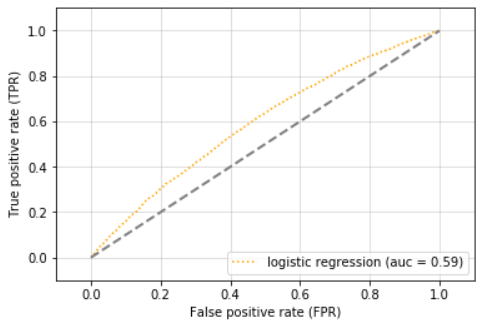 1.0
0.8
0.6
0.4
0.2
0.0
True positive rate (TPR)
logistic regression (auc = 0.59)
0.0 0.2 0.4 0.6 0.8 1.0
False positive rate (FPR)